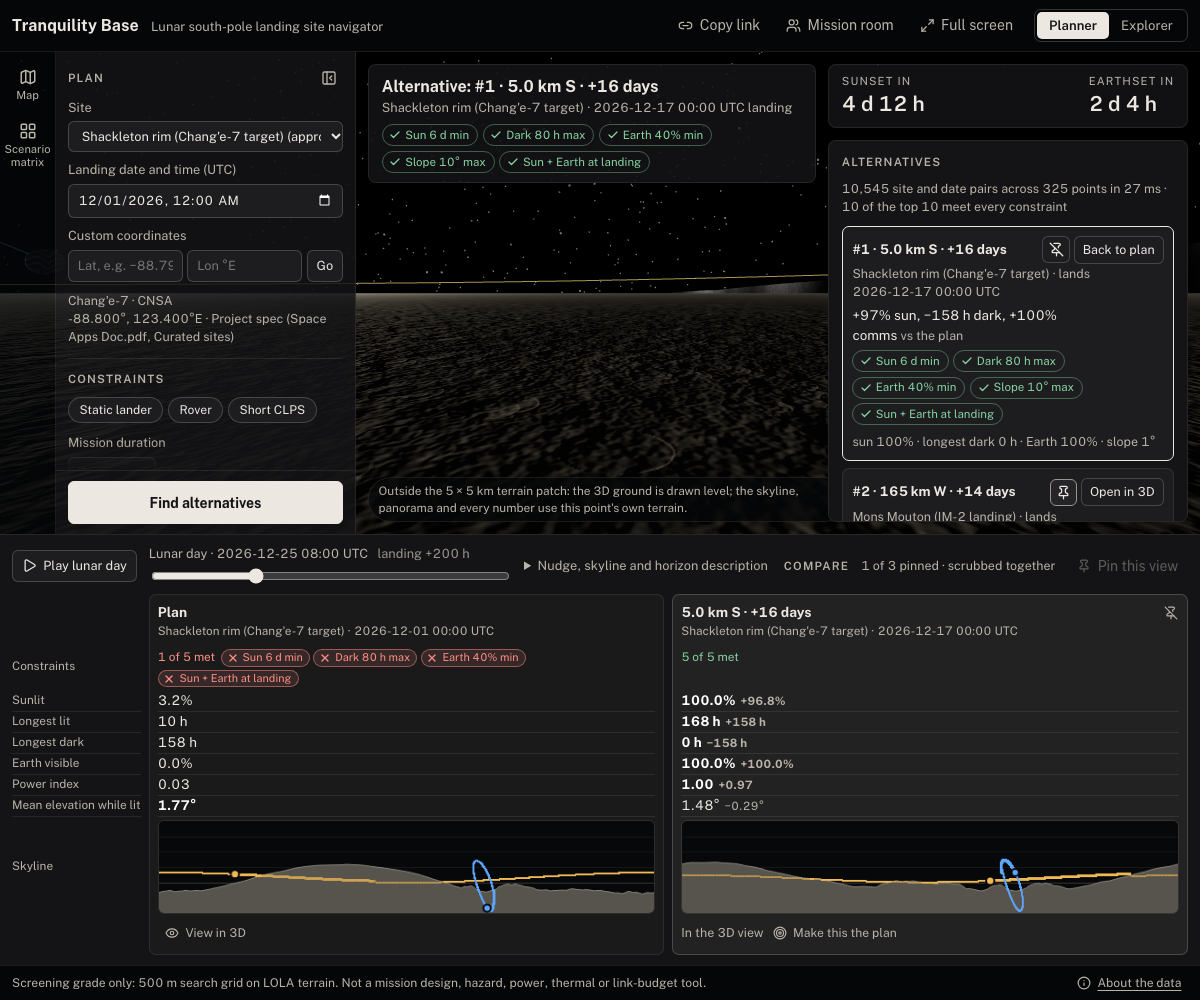 Tranquility Base
Lunar south-pole landing site navigator
Copy link
Mission room
Full screen
Planner
Explorer
Map
Scenario
matrix
PLAN
Site
Shackleton rim (Chang'e-7 target) (appro
Landing date and time (UTC)
12/01/2026, 12:00 AM
Custom coordinates
Lat, e.g. −88.79
Lon °E
Go
Chang'e-7 · CNSA
-88.800°, 123.400°E · Project spec (Space
Apps Doc.pdf, Curated sites)
CONSTRAINTS
Static lander
Rover
Short CLPS
Mission duration
Find alternatives
Alternative: #1 · 5.0 km S · +16 days
Shackleton rim (Chang'e-7 target) · 2026-12-17 00:00 UTC landing
Sun 6 d min
Dark 80 h max
Earth 40% min
Slope 10° max
Sun + Earth at landing
Outside the 5 × 5 km terrain patch: the 3D ground is drawn level; the skyline,
panorama and every number use this point's own terrain.
SUNSET IN
4 d 12 h
EARTHSET IN
2 d 4 h
ALTERNATIVES
10,545 site and date pairs across 325 points in 27 ms ·
10 of the top 10 meet every constraint
#1 · 5.0 km S · +16 days
Back to plan
Shackleton rim (Chang'e-7 target) · lands
2026-12-17 00:00 UTC
+97% sun, −158 h dark, +100%
comms vs the plan
Sun 6 d min
Dark 80 h max
Earth 40% min
Slope 10° max
Sun + Earth at landing
sun 100% · longest dark 0 h · Earth 100% · slope 1°
#2 · 165 km W · +14 days
Open in 3D
Mons Mouton (IM-2 landing) · lands
Play lunar day
Lunar day · 2026-12-25 08:00 UTC landing +200 h
Nudge, skyline and horizon description
COMPARE
1 of 3 pinned · scrubbed together
Pin this view
Plan
Shackleton rim (Chang'e-7 target) · 2026-12-01 00:00 UTC
5.0 km S · +16 days
Shackleton rim (Chang'e-7 target) · 2026-12-17 00:00 UTC
Constraints
1 of 5 met
Sun 6 d min
Dark 80 h max
Earth 40% min
Sun + Earth at landing
5 of 5 met
Sunlit
3.2%
100.0% +96.8%
Longest lit
10 h
168 h +158 h
Longest dark
158 h
0 h −158 h
Earth visible
0.0%
100.0% +100.0%
Power index
0.03
1.00 +0.97
Mean elevation while lit
1.77°
1.48° −0.29°
Skyline
View in 3D
In the 3D view
Make this the plan
Screening grade only: 500 m search grid on LOLA terrain. Not a mission design, hazard, power, thermal or link-budget tool.
About the data